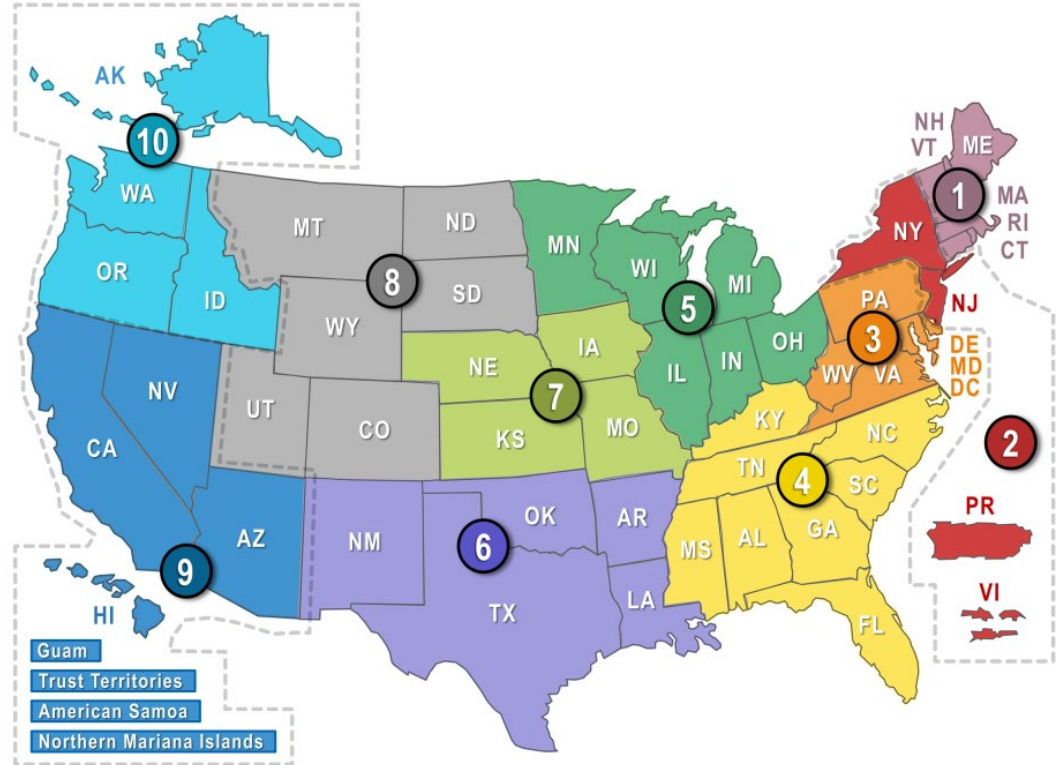 AK
10
NH
VT
ME
WA
1
MA
RI
CT
MT
ND
MN
NY
OR
ID
8
SD
WI
MI
WY
5
PA
NJ
3
OH
DE
MD
DC
NE
IA
IL
IN
WV
VA
NV
UT
CO
7
KS
MO
KY
NC
2
CA
TN
4
SC
PR
AZ
NM
6
OK
AR
MS
AL
GA
9
HI
TX
LA
FL
VI
Guam
Trust Territories
American Samoa
Northern Mariana Islands